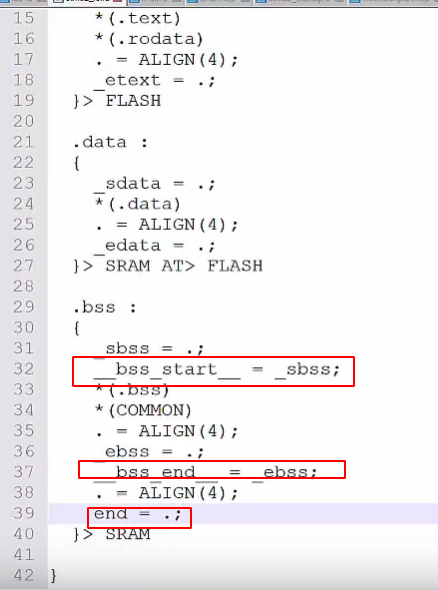 15 *(.text)
16 *(.rodata)
17 . = ALIGN(4);
18 _etext = .;
19 }> FLASH
20
21 .data :
22 {
23 _sdata = .;
24 *(.data)
25 . = ALIGN(4);
26 _edata = .;
27 }> SRAM AT> FLASH
28
29 .bss :
30 {
31 _sbss = .;
32 __bss_start__ = _sbss;
33 *(.bss)
34 *(COMMON)
35 . = ALIGN(4);
36 _ebss = .;
37 __bss_end__ = _ebss;
38 . = ALIGN(4);
39 end = .;
40 }> SRAM
41
42 }